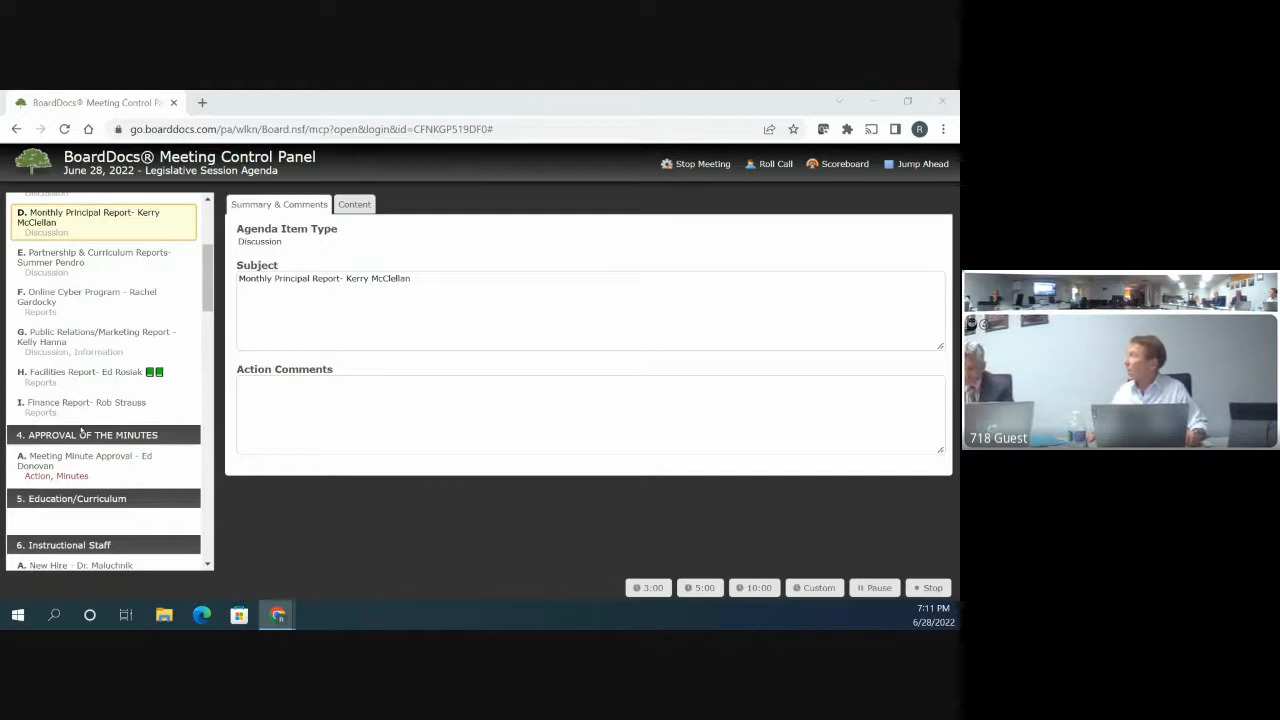 BoardDocs® Meeting Control Pa
go.boarddocs.com/pa/wlkn/Board.nsf/mcp?open&login&id=CFNKGP519DF0#
R
BoardDocs® Meeting Control Panel
June 28, 2022 - Legislative Session Agenda
Stop Meeting
Roll Call
Scoreboard
Jump Ahead
Discussion
D. Monthly Principal Report- Kerry
McClellan
Discussion
E. Partnership & Curriculum Reports-
Summer Pendro
Discussion
F. Online Cyber Program - Rachel
Gardocky
Reports
G. Public Relations/Marketing Report -
Kelly Hanna
Discussion, Information
H. Facilities Report- Ed Rosiak
Reports
I. Finance Report- Rob Strauss
Reports
4. APPROVAL OF THE MINUTES
A. Meeting Minute Approval - Ed
Donovan
Action, Minutes
5. Education/Curriculum
6. Instructional Staff
A. New Hire - Dr. Maluchnik
Summary & Comments
Content
Agenda Item Type
Discussion
Subject
Monthly Principal Report- Kerry McClellan
Action Comments
3:00
5:00
10:00
Custom
Pause
Stop
7:11 PM
6/28/2022
718 Guest